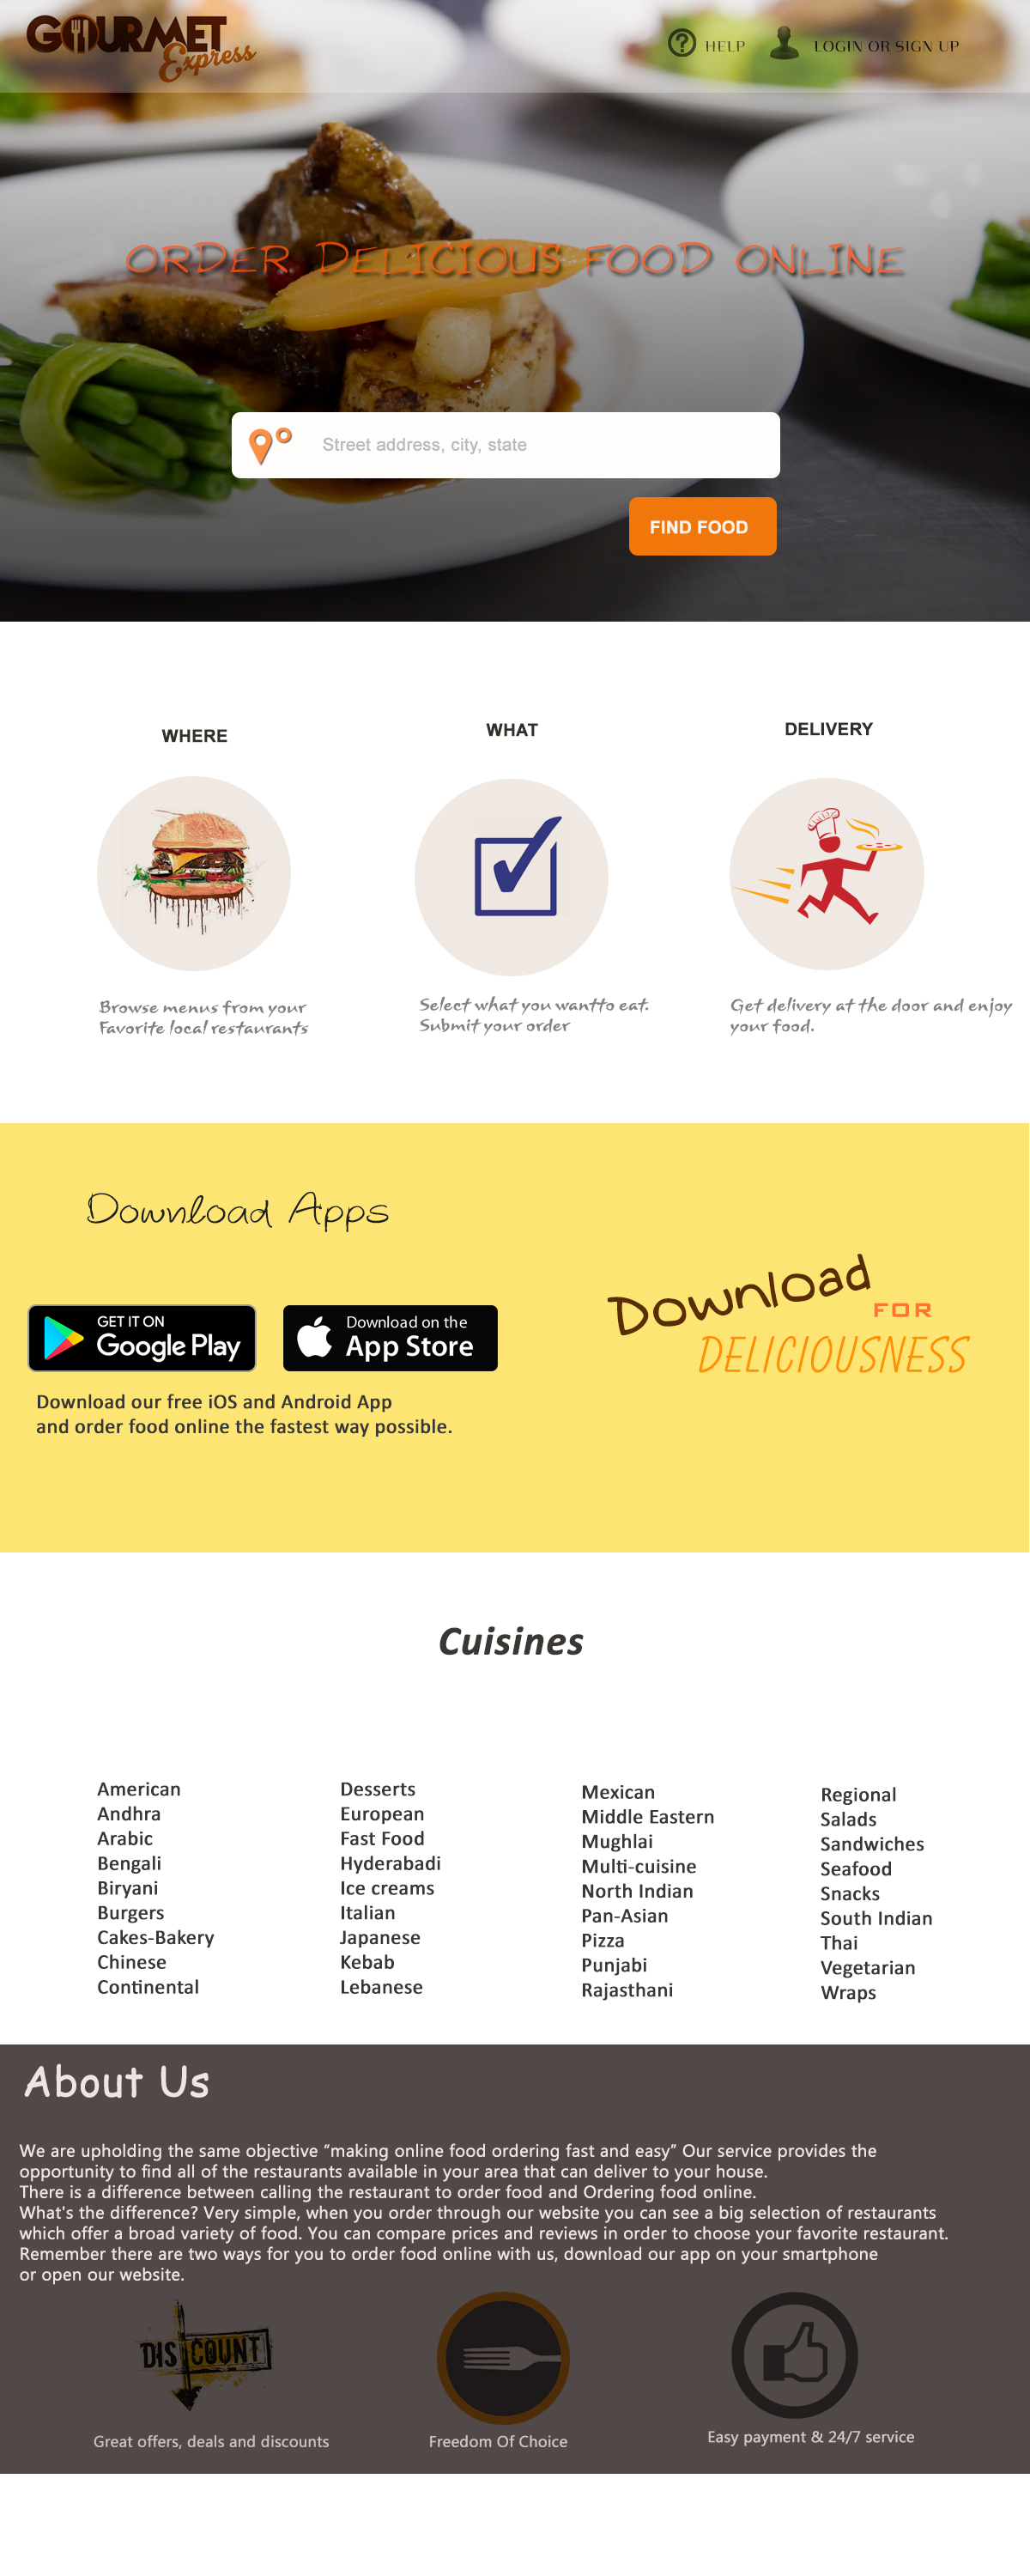 GOURMET
Express
HELP
LOGIN OR SIGN UP
ORDER DELICIOUS FOOD ONLINE
Street address, city, state
FIND FOOD
WHERE
WHAT
DELIVERY
Browse menus from your
Favorite local restaurants
Select what you wantto eat.
Submit your order
Get delivery at the door and enjoy
your food.
Download Apps
GET IT ON
Google Play
Download on the
App Store
Download our free iOS and Android App
and order food online the fastest way possible.
Download
FOR
DELICIOUSNESS
Cuisines
American
Andhra
Arabic
Bengali
Biryani
Burgers
Cakes-Bakery
Chinese
Continental
Desserts
European
Fast Food
Hyderabadi
Ice creams
Italian
Japanese
Kebab
Lebanese
Mexican
Middle Eastern
Mughlai
Multi-cuisine
North Indian
Pan-Asian
Pizza
Punjabi
Rajasthani
Regional
Salads
Sandwiches
Seafood
Snacks
South Indian
Thai
Vegetarian
Wraps
About Us
We are upholding the same objective “making online food ordering fast and easy” Our service provides the
opportunity to find all of the restaurants available in your area that can deliver to your house.
There is a difference between calling the restaurant to order food and Ordering food online.
What's the difference? Very simple, when you order through our website you can see a big selection of restaurants
which offer a broad variety of food. You can compare prices and reviews in order to choose your favorite restaurant.
Remember there are two ways for you to order food online with us, download our app on your smartphone
or open our website.
DISCOUNT
Great offers, deals and discounts
Freedom Of Choice
Easy payment & 24/7 service